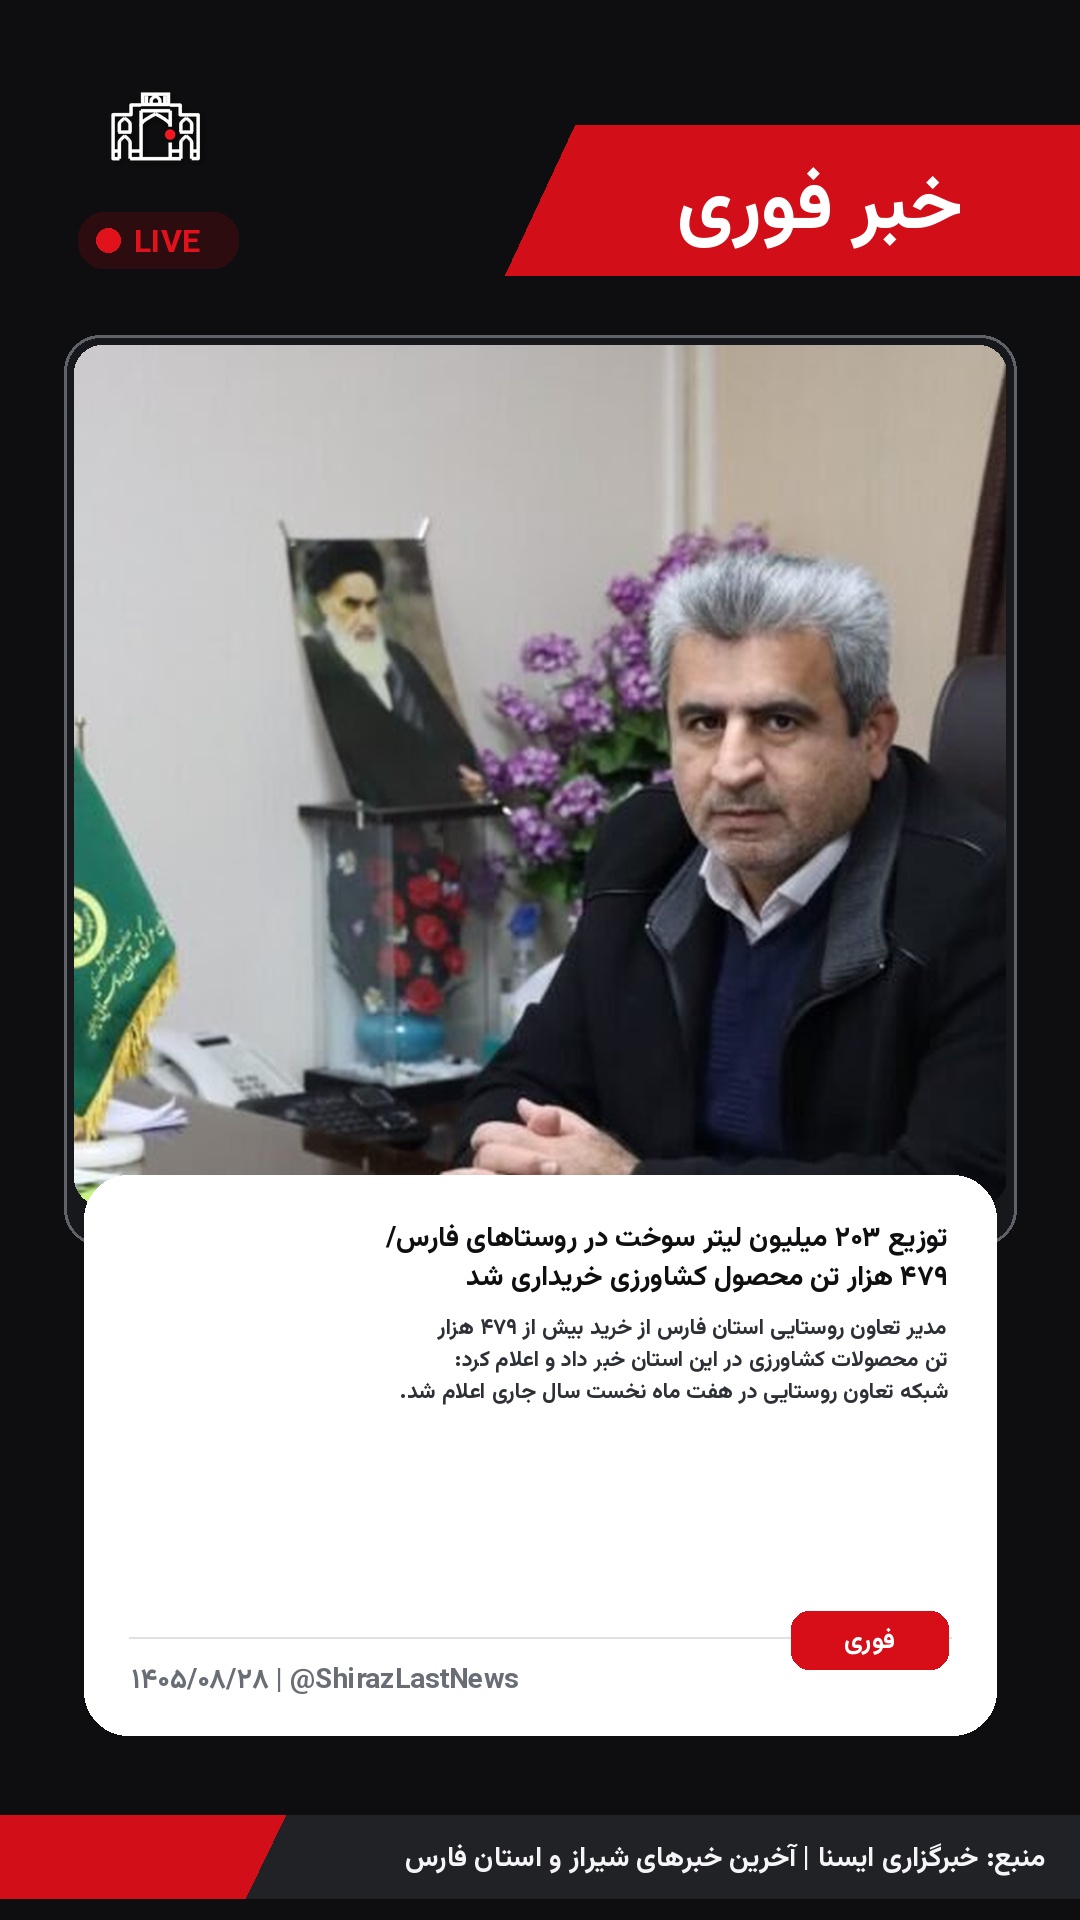 خبر فوری
LIVE
توزیع ۲۰۳ میلیون لیتر سوخت در روستاهای فارس/
۴۷۹ هزار تن محصول کشاورزی خریداری شد
مدیر تعاون روستایی استان فارس از خرید بیش از ۴۷۹ هزار
تن محصولات کشاورزی در این استان خبر داد و اعلام کرد:
شبکه تعاون روستایی در هفت ماه نخست سال جاری اعلام شد.
فوری
۱۴۰۵/۰۸/۲۸ | @ShirazLastNews
منبع: خبرگزاری ایسنا | آخرین خبرهای شیراز و استان فارس